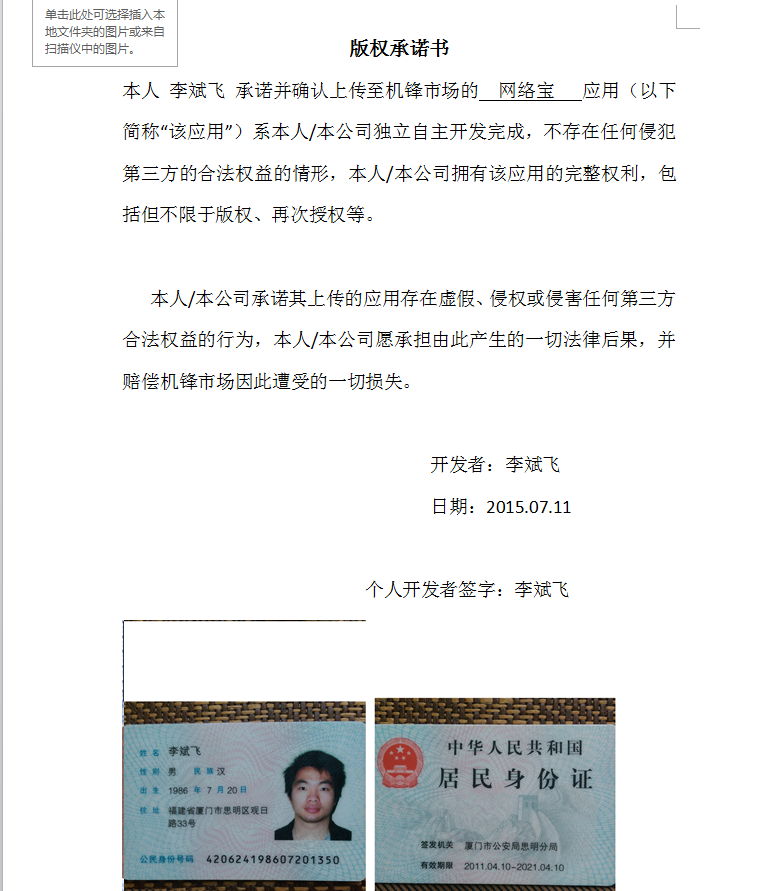 单击此处可选择插入本
地文件夹的图片或来自
扫描仪中的图片。
版权承诺书
本人 李斌飞 承诺并确认上传至机锋市场的 网络宝 应用（以下
简称“该应用”）系本人/本公司独立自主开发完成，不存在任何侵犯
第三方的合法权益的情形，本人/本公司拥有该应用的完整权利，包
括但不限于版权、再次授权等。
本人/本公司承诺其上传的应用存在虚假、侵权或侵害任何第三方
合法权益的行为，本人/本公司愿承担由此产生的一切法律后果，并
赔偿机锋市场因此遭受的一切损失。
开发者：李斌飞
日期：2015.07.11
个人开发者签字：李斌飞
姓名 李斌飞
性别 男 民族 汉
出生 1986 年 7 月 20 日
住址 福建省厦门市思明区观日
路33号
公民身份号码 420624198607201350
中华人民共和国
居民身份证
签发机关 厦门市公安局思明分局
有效期限 2011.04.10-2021.04.10